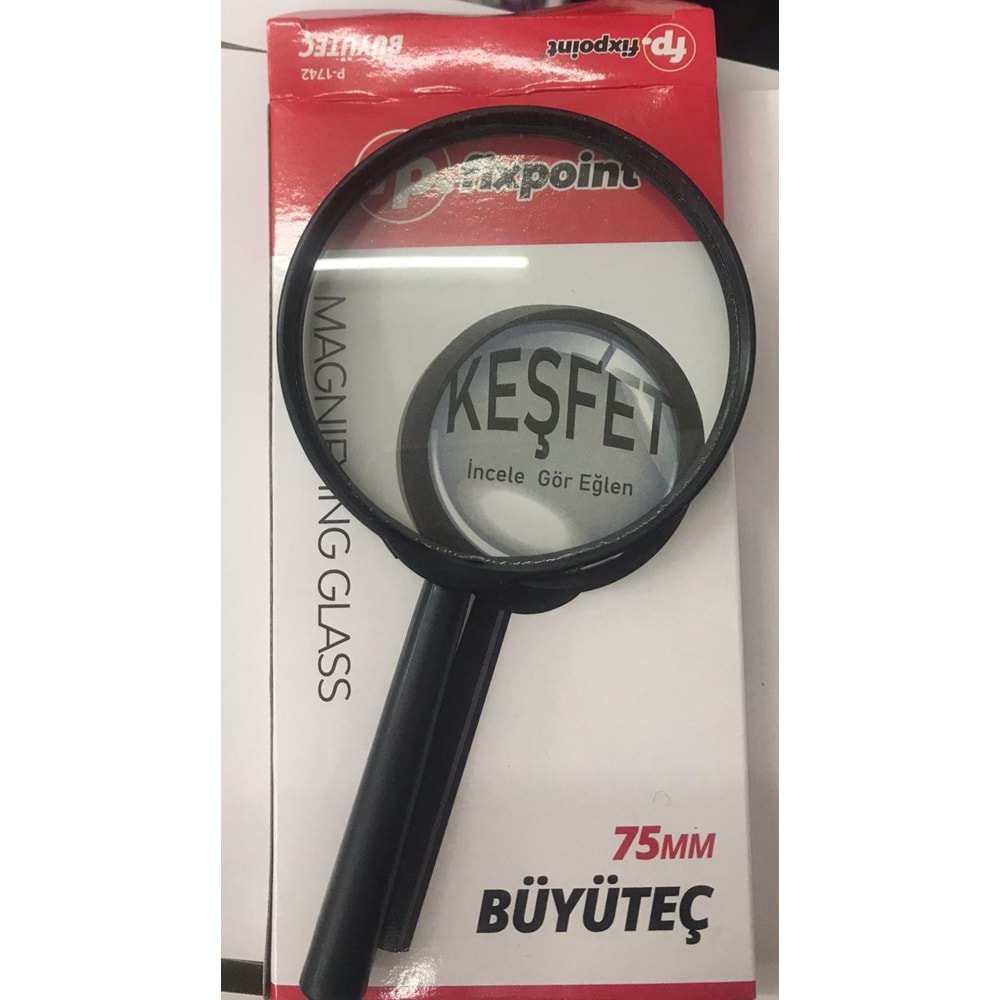 BÜYÜTEÇ
P-1742
fp. fixpoint
fp. fixpoint
MAGNIFYING GLASS
KEŞFET
İncele Gör Eğlen
75MM
BÜYÜTEÇ